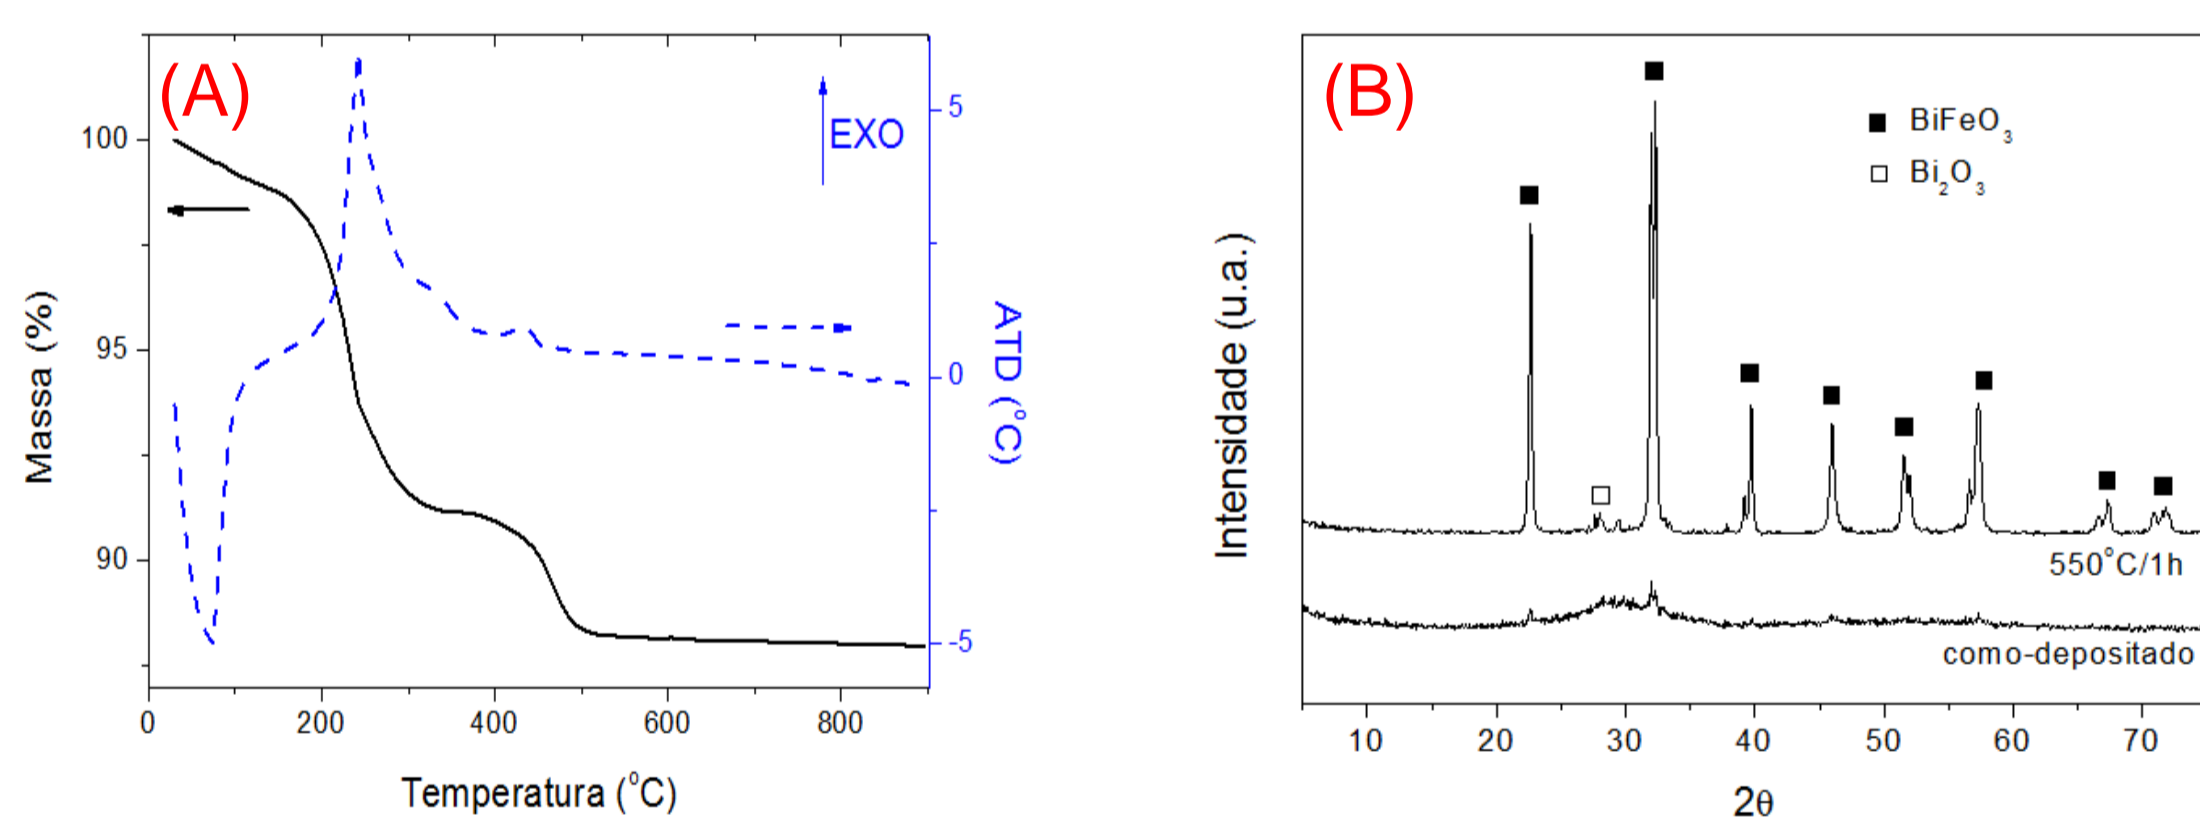 (A)
100
95
90
5
0
-5
EXO
Massa (%)
ATD (°C)
0 200 400 600 800
Temperatura (°C)
(B)
BiFeO₃
Bi₂O₃
Intensidade (u.a.)
550°C/1h
como-depositado
10 20 30 40 50 60 70
2θ